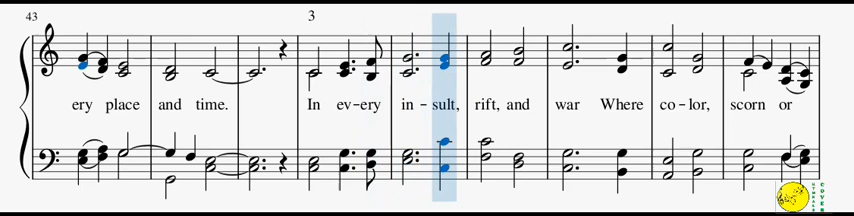 43
3
ery place and time. In ev-ery in-sult, rift, and war Where co-lor, scorn or